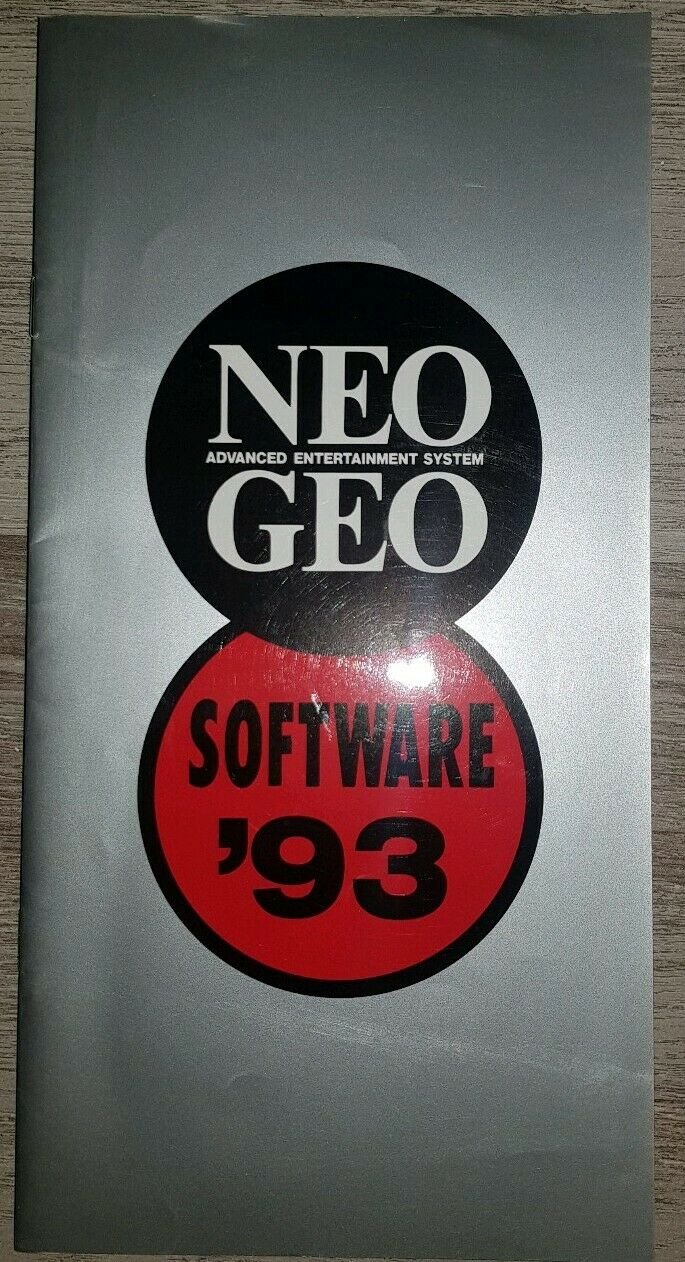 NEO
ADVANCED ENTERTAINMENT SYSTEM
GEO
SOFTWARE
'93